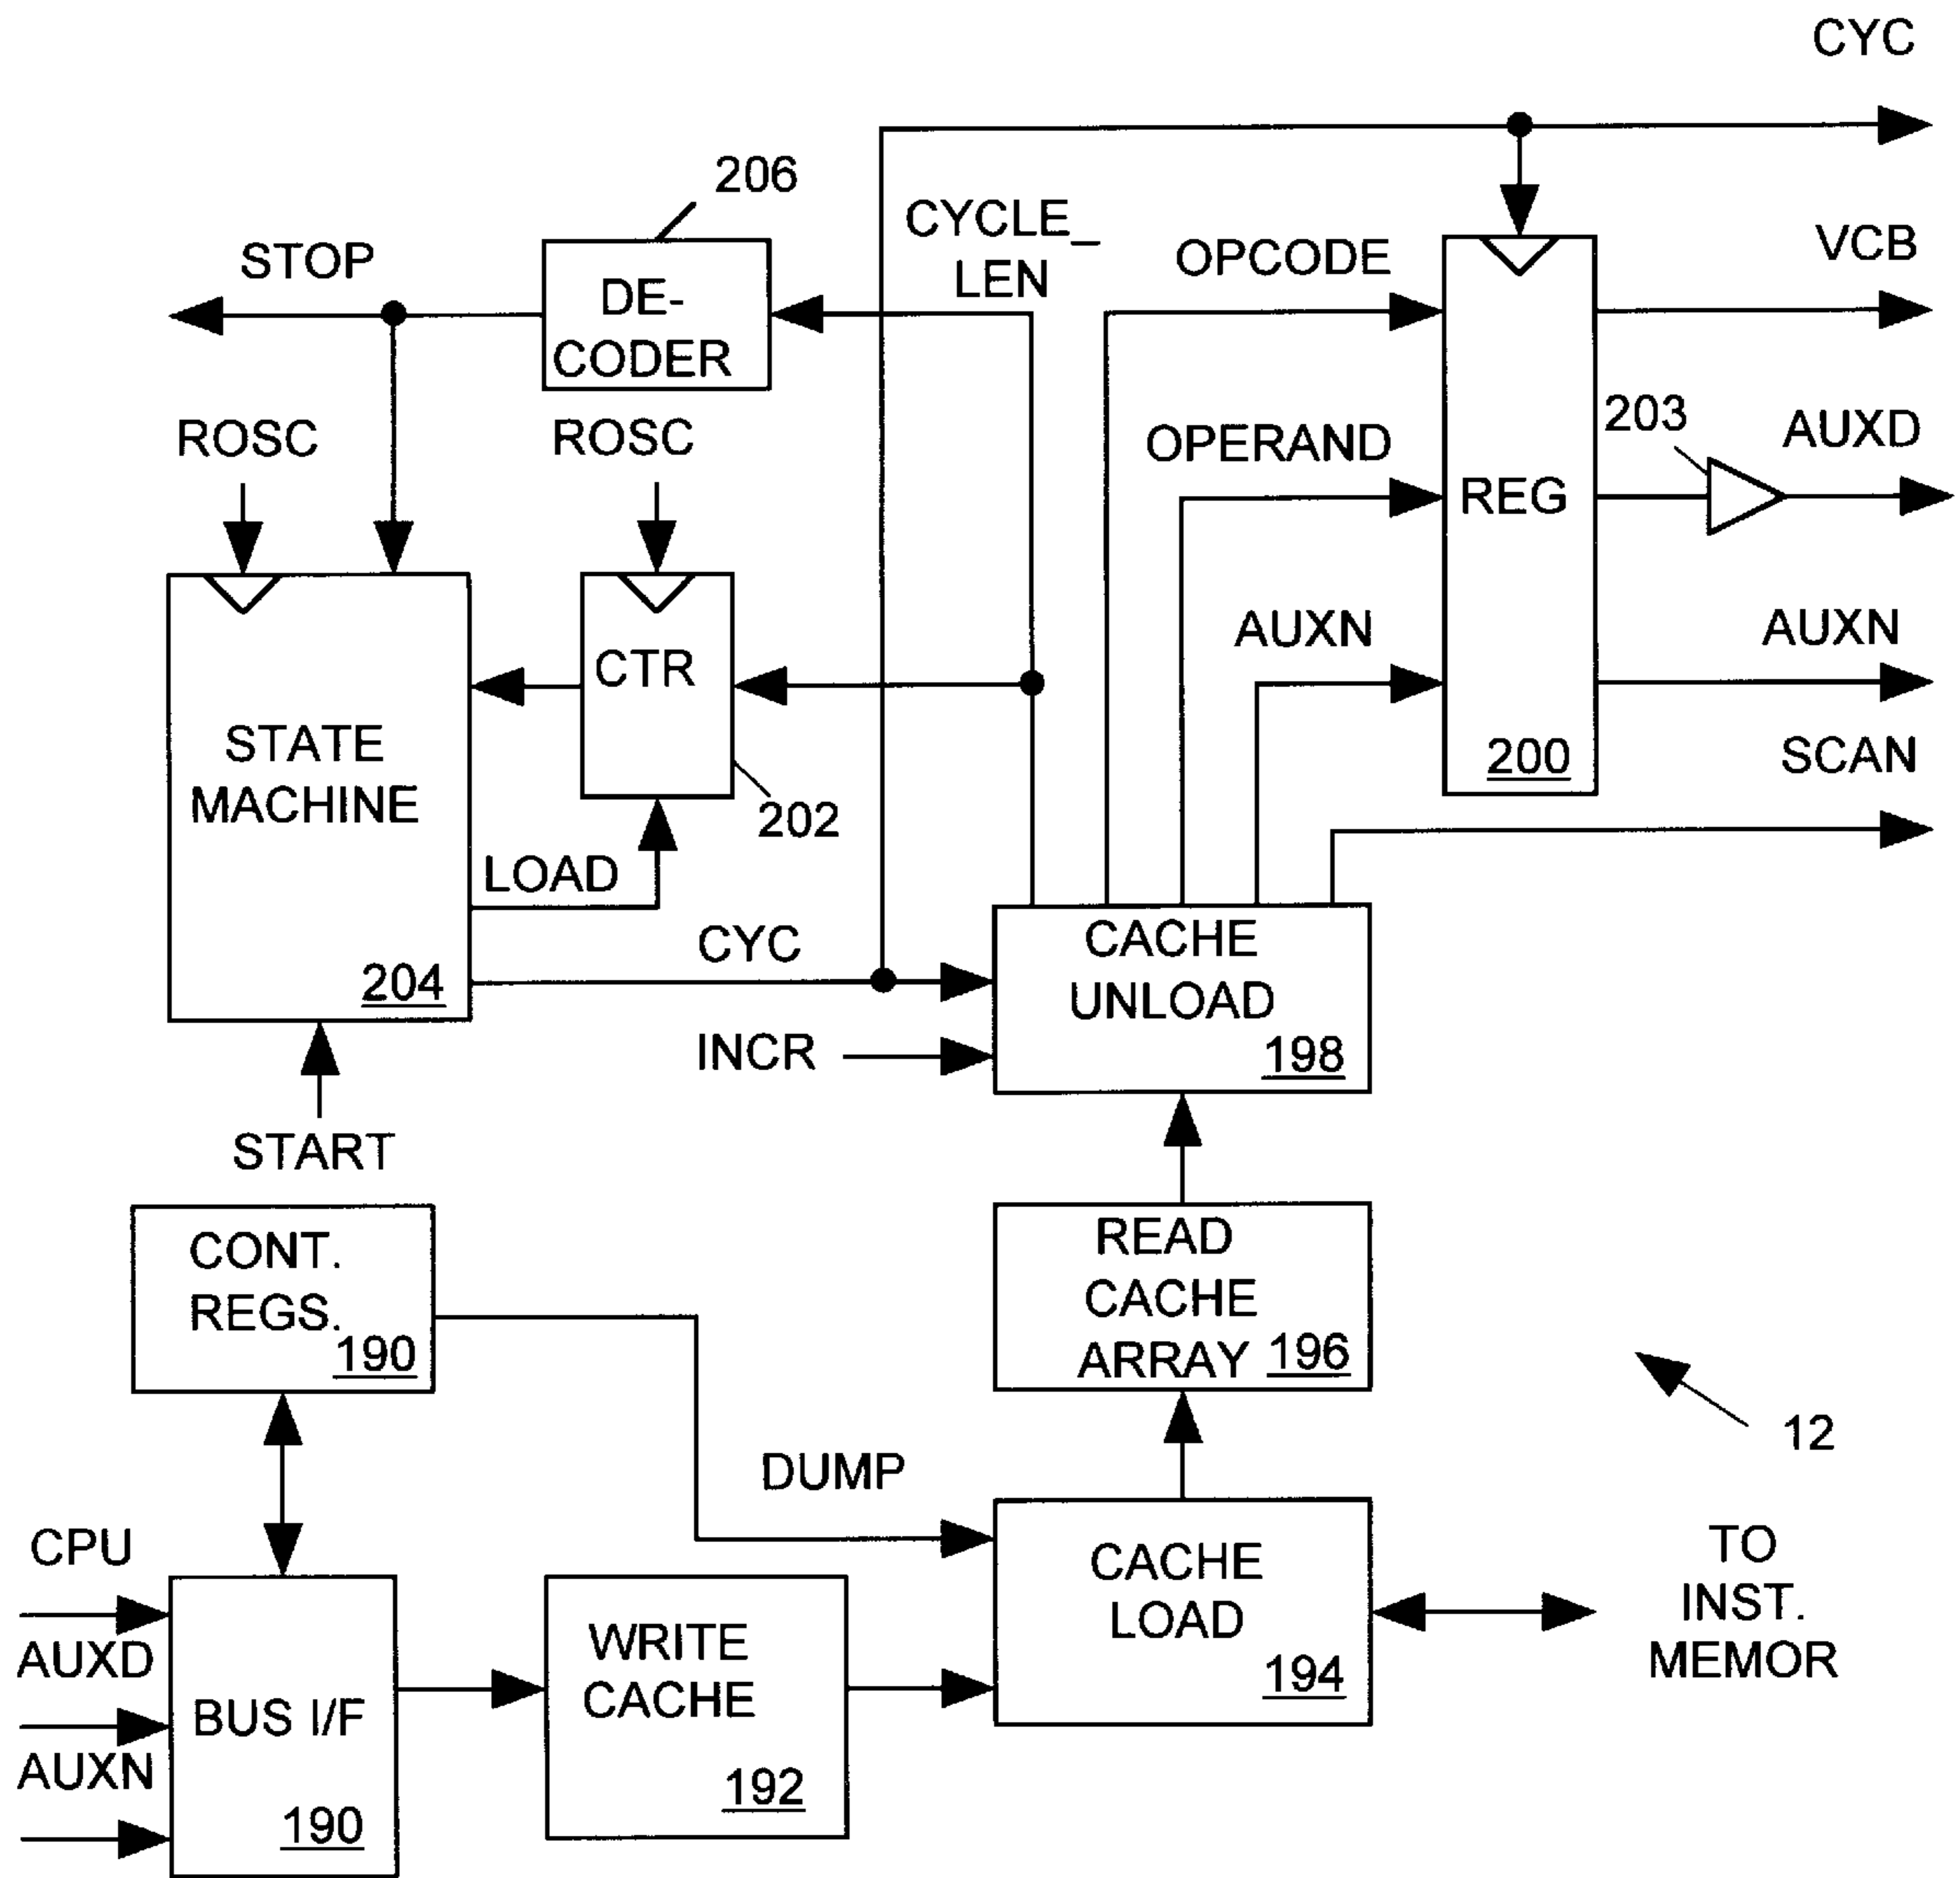 CYC
206
CYCLE_
LEN
STOP
DE-
CODER
OPCODE
VCB
ROSC
ROSC
OPERAND
203
AUXD
REG
CTR
AUXN
AUXN
STATE
MACHINE
200
SCAN
202
LOAD
CYC
CACHE
UNLOAD
204
INCR
198
START
CONT.
REGS.
190
READ
CACHE
ARRAY 196
12
DUMP
CPU
CACHE
LOAD
194
TO
INST.
MEMOR
AUXD
WRITE
CACHE
BUS I/F
AUXN
192
190